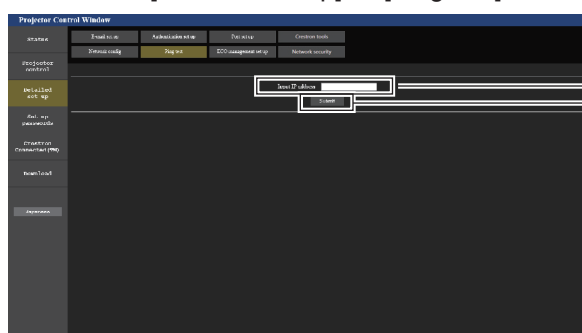 Projector Control Window
Status
E-mail set up
Authentication set up
Port set up
Crestron tools
Network config
Ping test
ECO management set up
Network security
Projector
control
Detailed
set up
Input IP address
Submit
Set up
passwords
Crestron
Connected(TM)
Download
Japanese